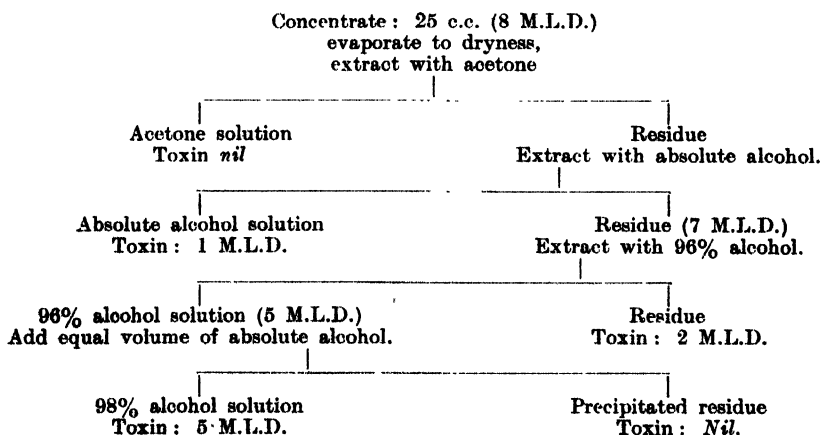 Concentrate: 25 c.c. (8 M.L.D.)
evaporate to dryness,
extract with acetone
Acetone solution
Toxin nil
Residue
Extract with absolute alcohol.
Absolute alcohol solution
Toxin: 1 M.L.D.
Residue (7 M.L.D.)
Extract with 96% alcohol.
96% alcohol solution (5 M.L.D.)
Add equal volume of absolute alcohol.
Residue
Toxin: 2 M.L.D.
98% alcohol solution
Toxin: 5 M.L.D.
Precipitated residue
Toxin: Nil.